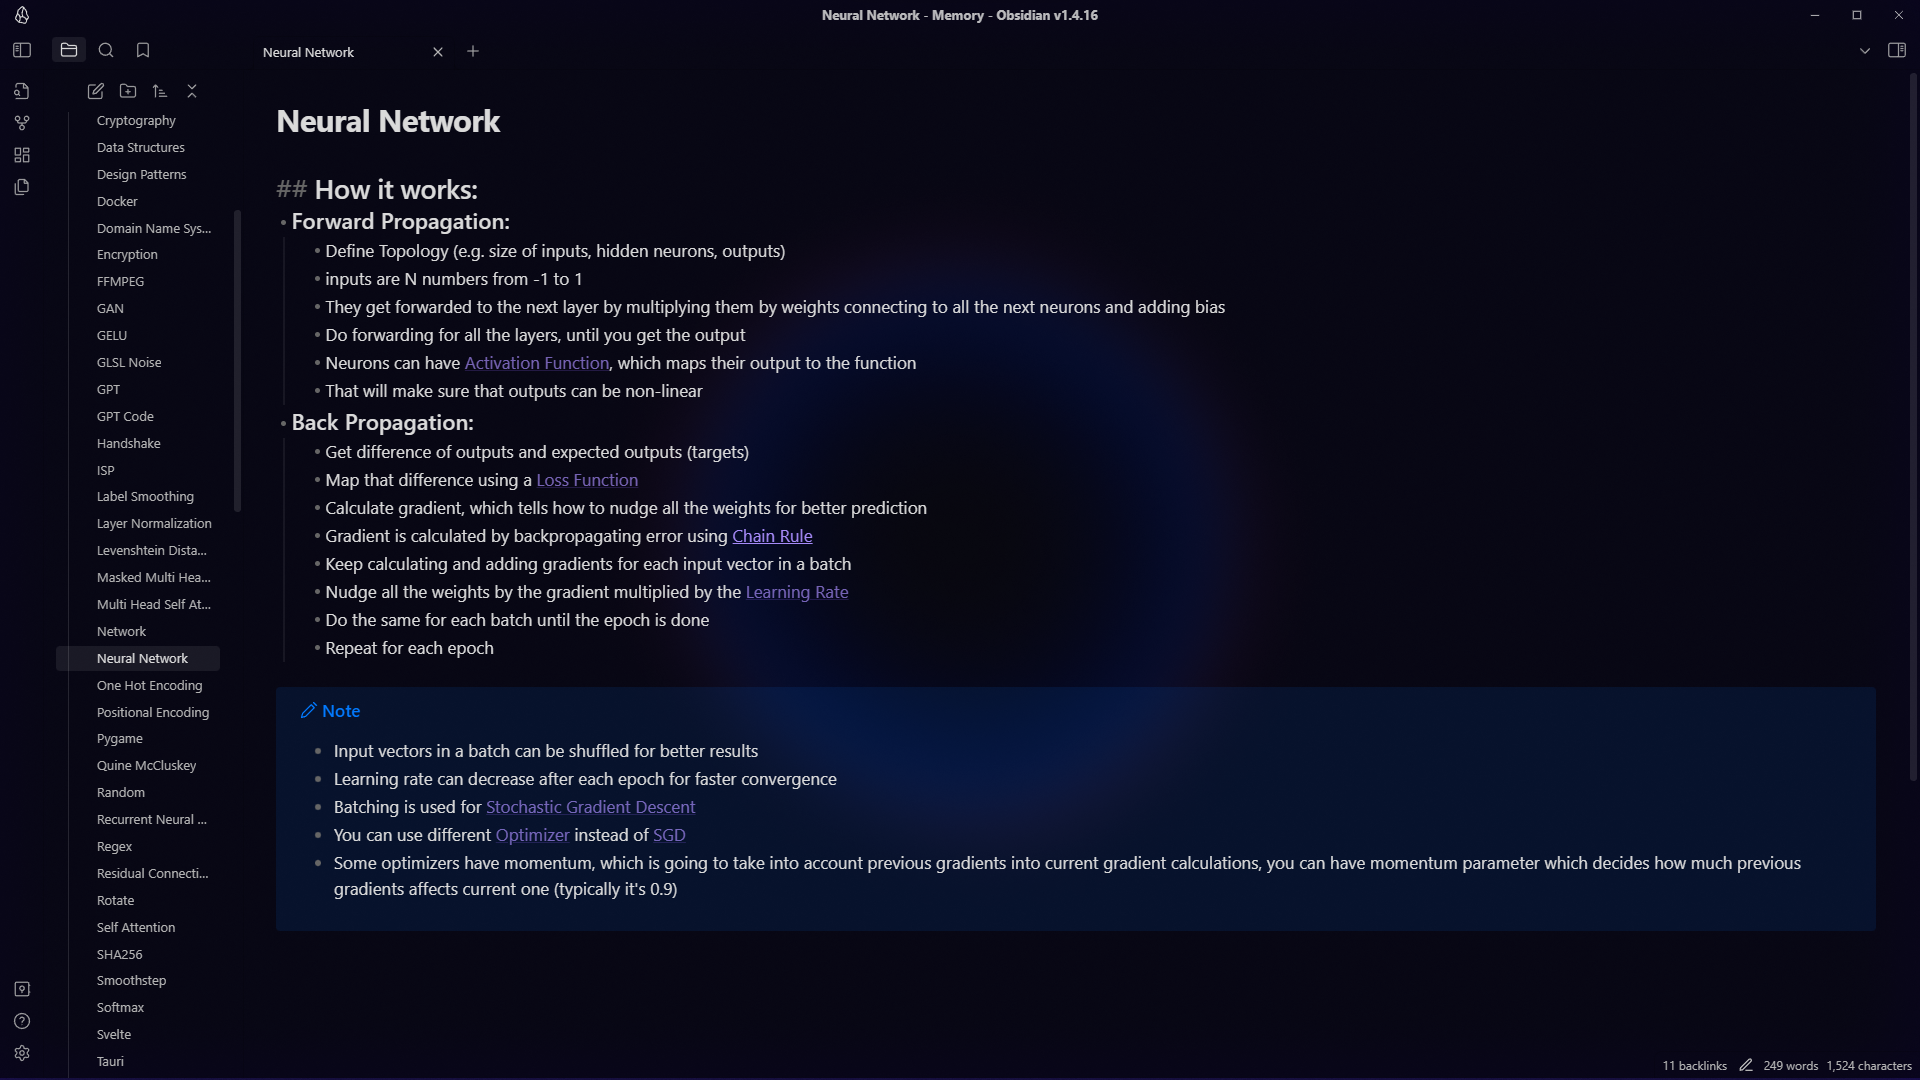 Neural Network - Memory - Obsidian v1.4.16
Neural Network
Cryptography
Data Structures
Design Patterns
Docker
Domain Name Sys...
Encryption
FFMPEG
GAN
GELU
GLSL Noise
GPT
GPT Code
Handshake
ISP
Label Smoothing
Layer Normalization
Levenshtein Dista...
Masked Multi Hea...
Multi Head Self At...
Network
Neural Network
One Hot Encoding
Positional Encoding
Pygame
Quine McCluskey
Random
Recurrent Neural ...
Regex
Residual Connecti...
Rotate
Self Attention
SHA256
Smoothstep
Softmax
Svelte
Tauri
Neural Network
## How it works:
Forward Propagation:
Define Topology (e.g. size of inputs, hidden neurons, outputs)
inputs are N numbers from -1 to 1
They get forwarded to the next layer by multiplying them by weights connecting to all the next neurons and adding bias
Do forwarding for all the layers, until you get the output
Neurons can have Activation Function, which maps their output to the function
That will make sure that outputs can be non-linear
Back Propagation:
Get difference of outputs and expected outputs (targets)
Map that difference using a Loss Function
Calculate gradient, which tells how to nudge all the weights for better prediction
Gradient is calculated by backpropagating error using Chain Rule
Keep calculating and adding gradients for each input vector in a batch
Nudge all the weights by the gradient multiplied by the Learning Rate
Do the same for each batch until the epoch is done
Repeat for each epoch
Note
Input vectors in a batch can be shuffled for better results
Learning rate can decrease after each epoch for faster convergence
Batching is used for Stochastic Gradient Descent
You can use different Optimizer instead of SGD
Some optimizers have momentum, which is going to take into account previous gradients into current gradient calculations, you can have momentum parameter which decides how much previous
gradients affects current one (typically it's 0.9)
11 backlinks 249 words 1,524 characters